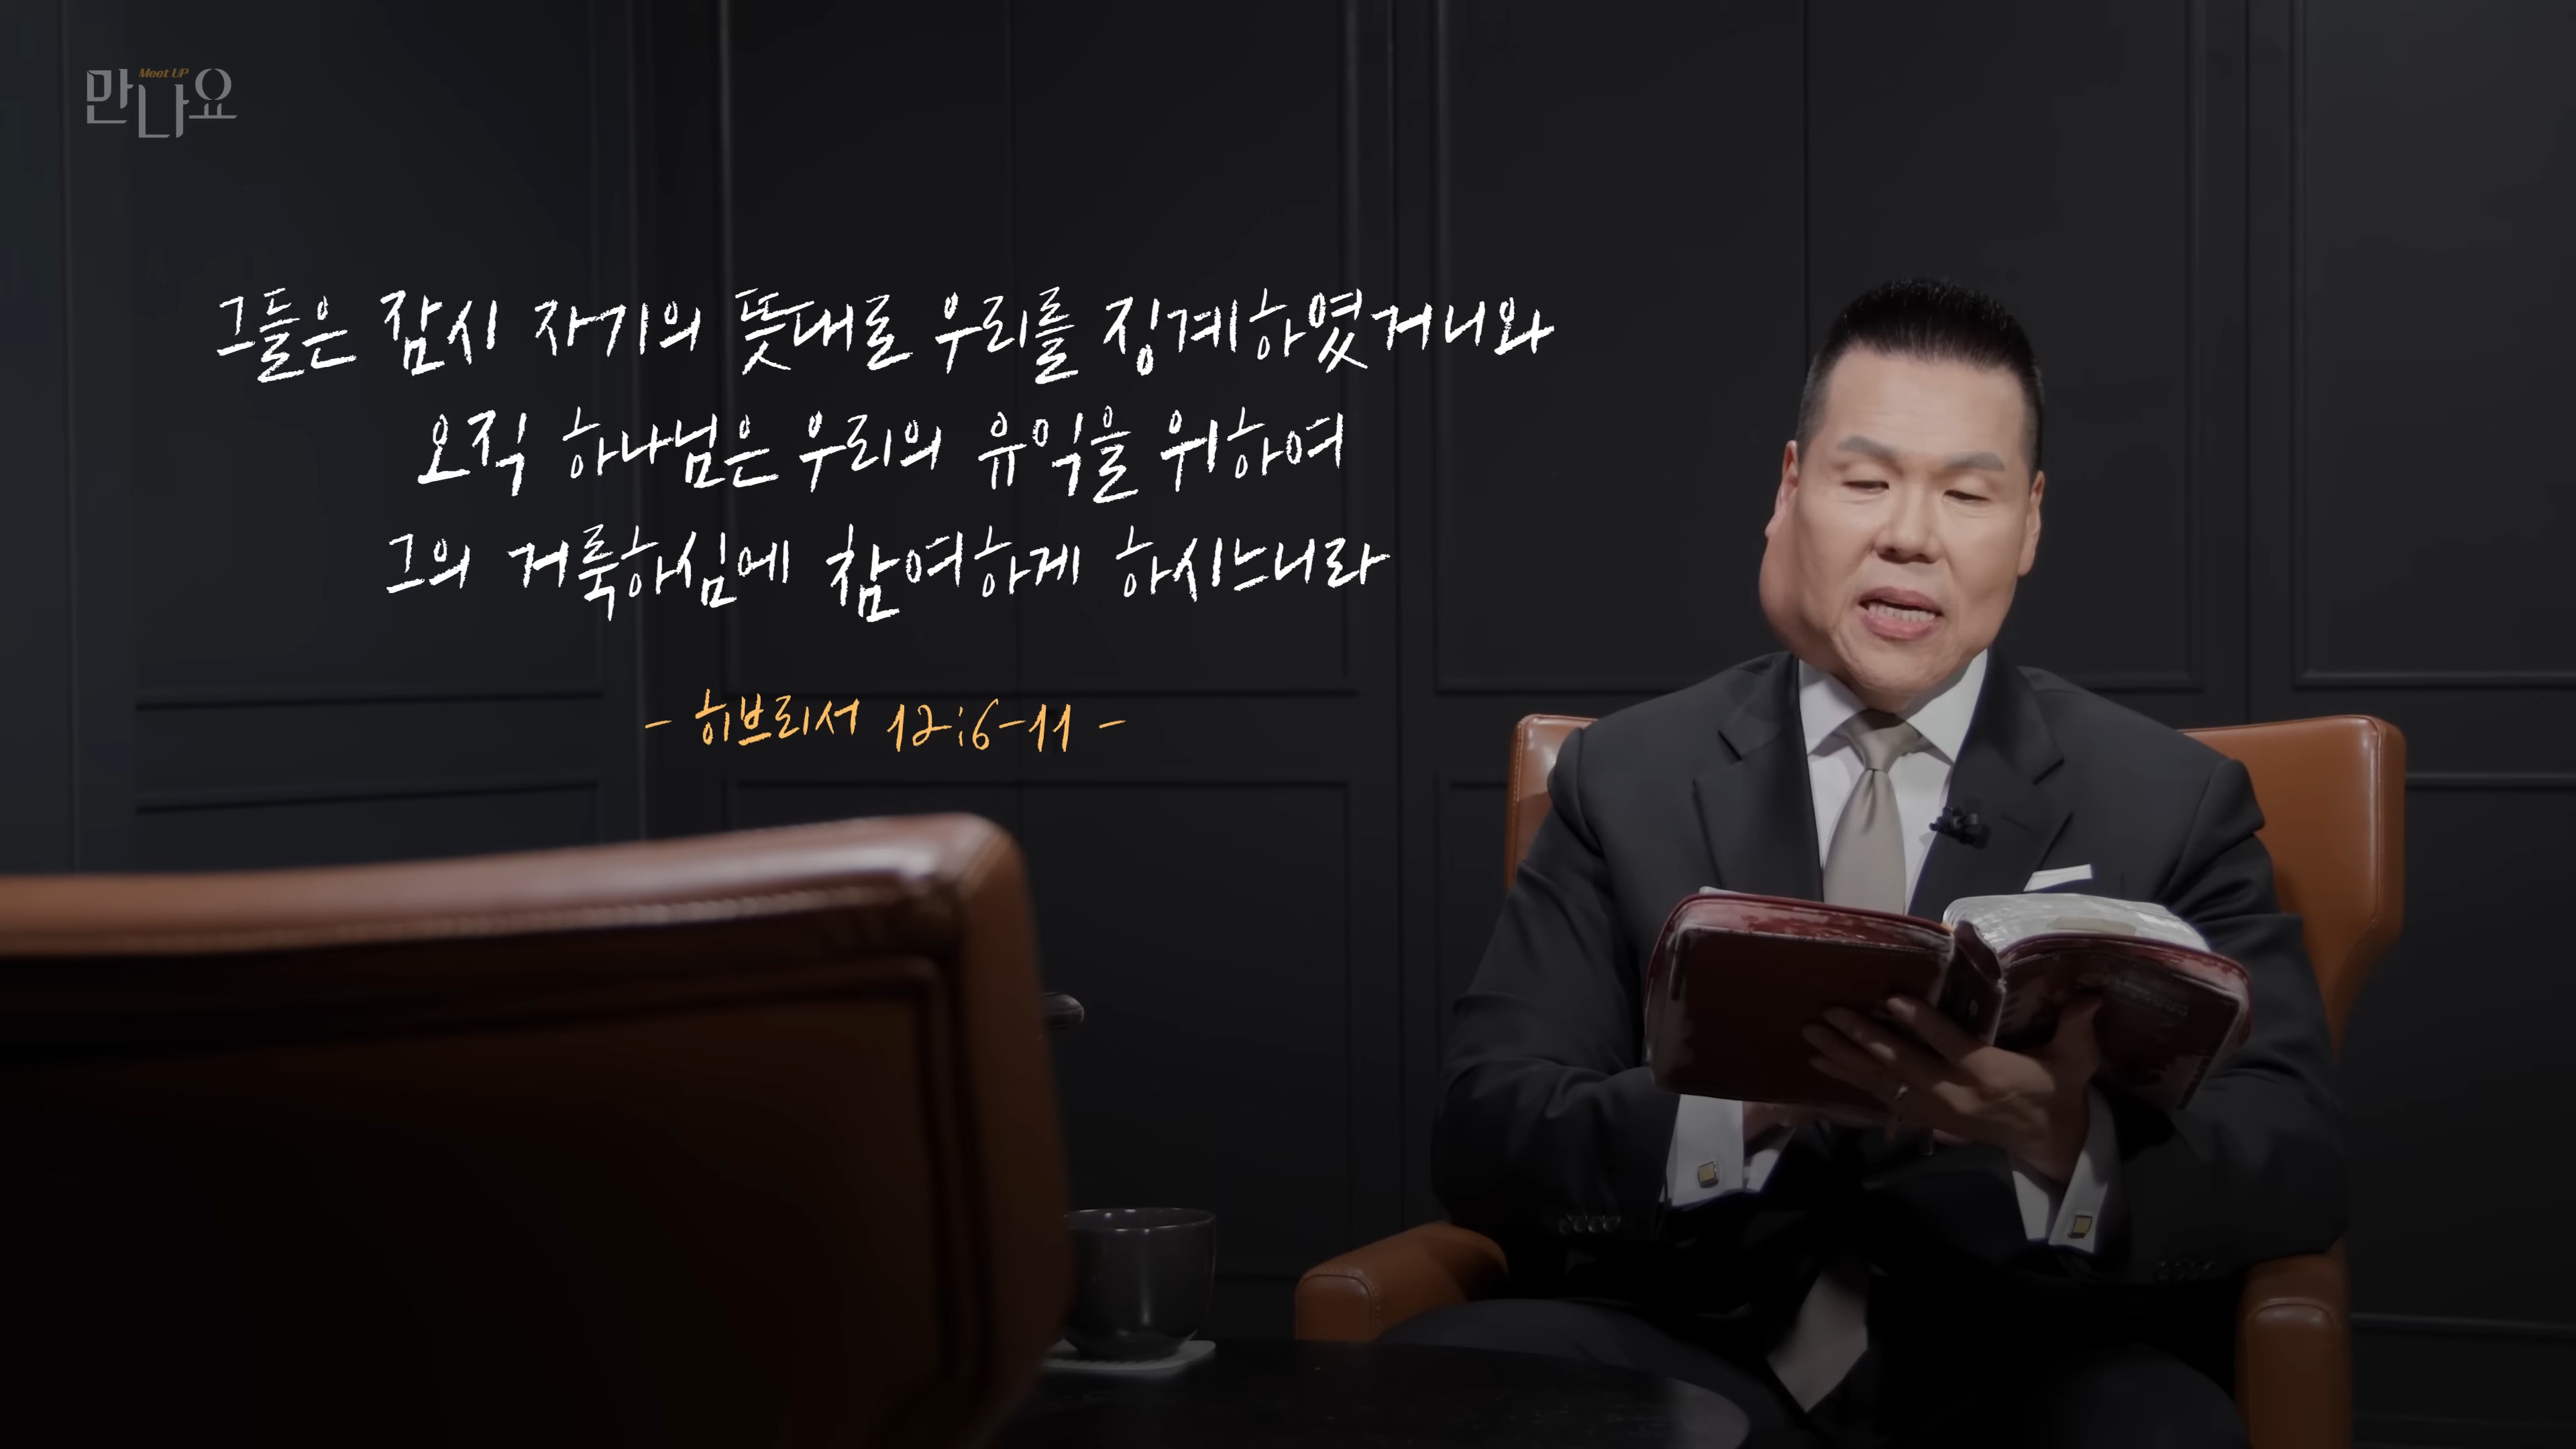 만나요
Meet UP
그들은 잠시 자기의 뜻대로 우리를 징계하였거니와
오직 하나님은 우리의 유익을 위하여
그의 거룩하심에 참여하게 하시느니라
- 히브리서 12:6-11 -